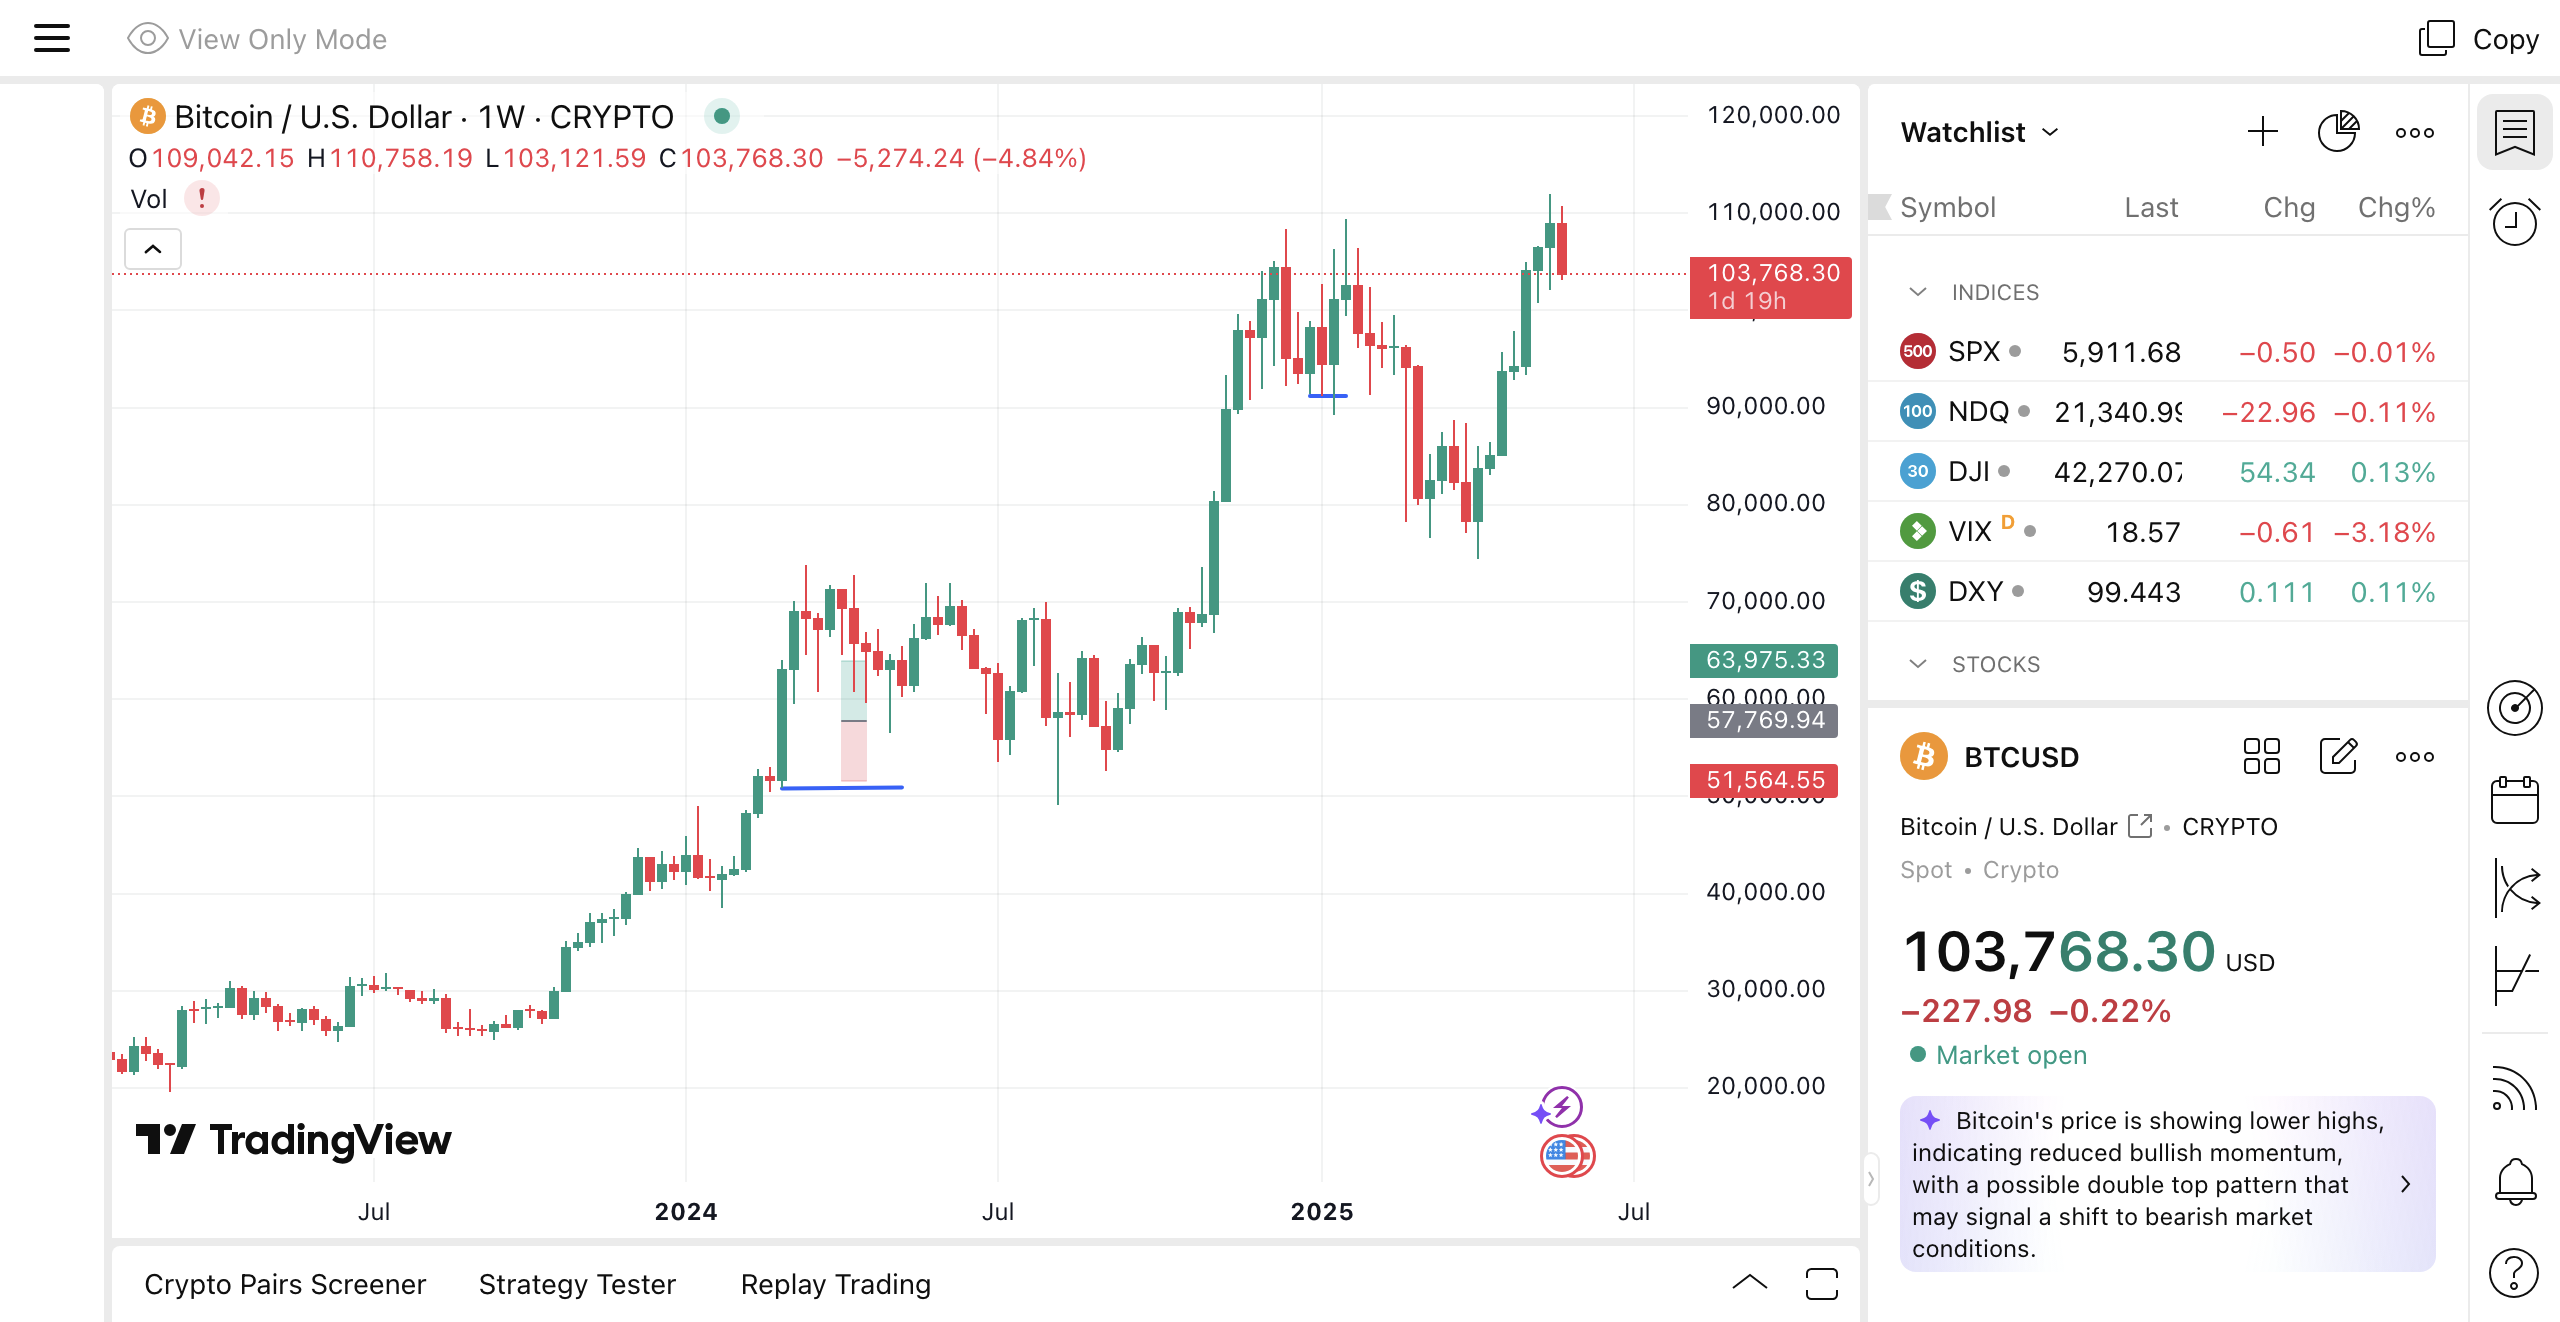 View Only Mode
Copy
Bitcoin / U.S. Dollar · 1W · CRYPTO
O109,042.15 H110,758.19 L103,121.59 C103,768.30 −5,274.24 (−4.84%)
Vol !
120,000.00
110,000.00
103,768.30
1d 19h
90,000.00
80,000.00
70,000.00
63,975.33
60,000.00
57,769.94
51,564.55
40,000.00
30,000.00
20,000.00
TradingView
Jul 2024 Jul 2025 Jul
Crypto Pairs Screener Strategy Tester Replay Trading
Watchlist
Symbol Last Chg Chg%
INDICES
500 SPX 5,911.68 −0.50 −0.01%
100 NDQ 21,340.99 −22.96 −0.11%
30 DJI 42,270.07 54.34 0.13%
VIX D 18.57 −0.61 −3.18%
$ DXY 99.443 0.111 0.11%
STOCKS
BTCUSD
Bitcoin / U.S. Dollar • CRYPTO
Spot • Crypto
103,768.30 USD
−227.98 −0.22%
Market open
Bitcoin's price is showing lower highs,
indicating reduced bullish momentum,
with a possible double top pattern that
may signal a shift to bearish market
conditions.